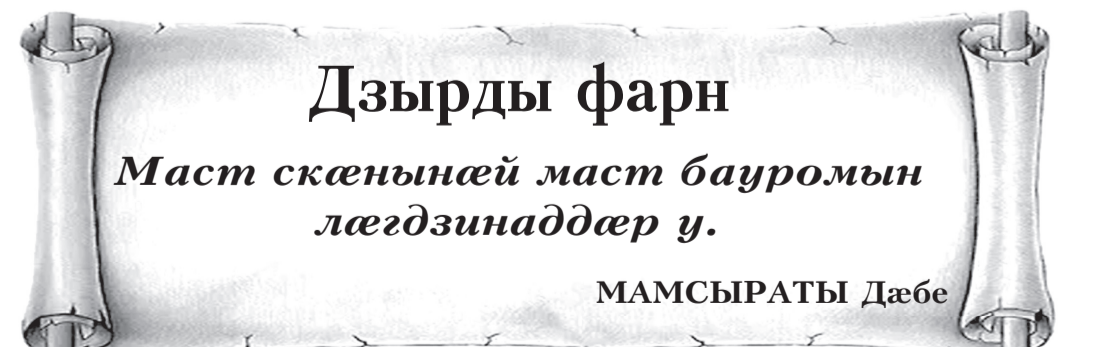 Дзырды фарн
Маст скæнынæй маст бауромын
лæгдзинаддæр у.
МАМСЫРАТЫ Дæбе